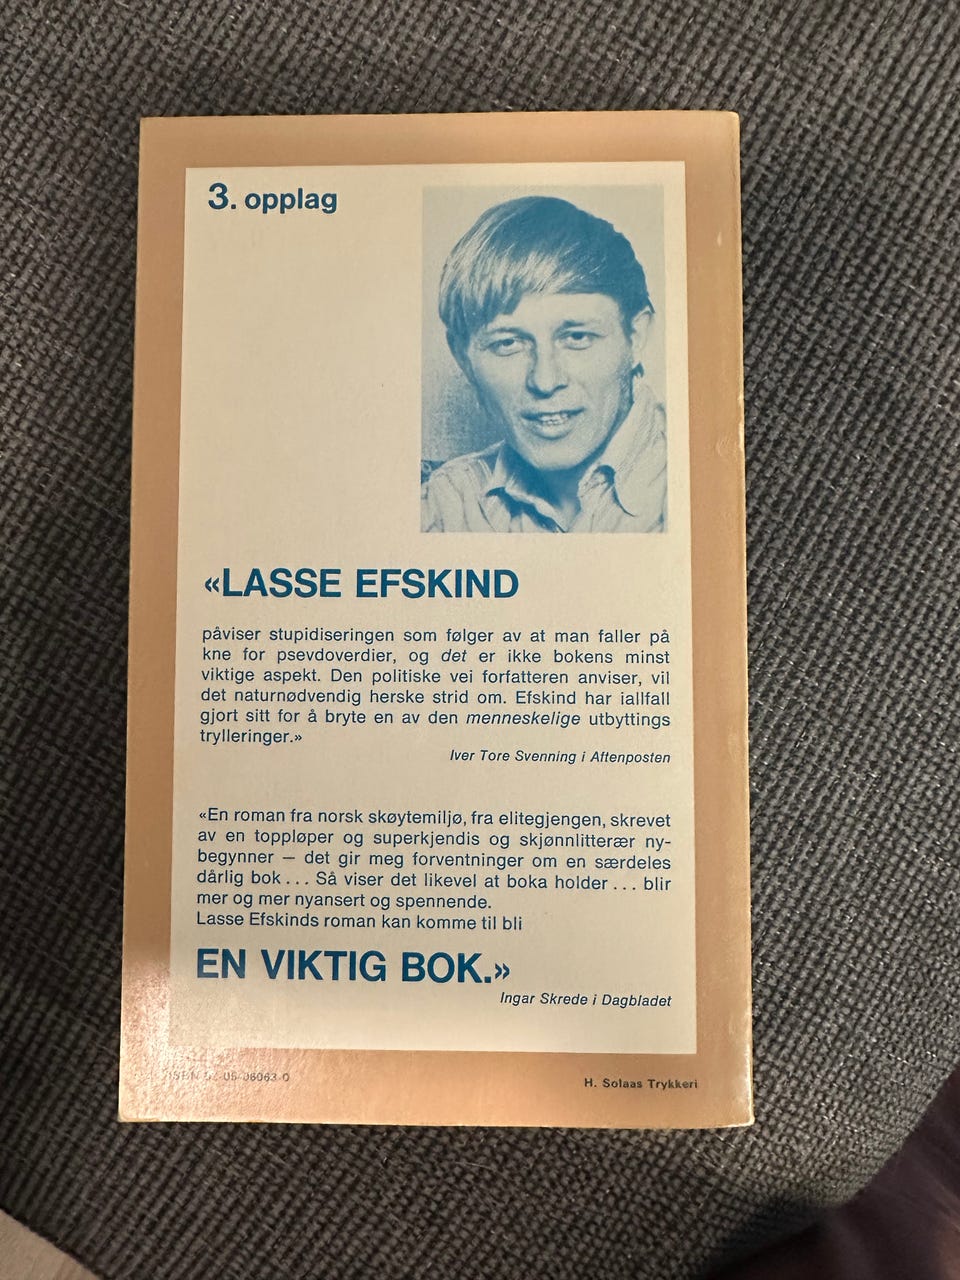 3. opplag
«LASSE EFSKIND
påviser stupidiseringen som følger av at man faller på
kne for psevdoverdier, og det er ikke bokens minst
viktige aspekt. Den politiske vei forfatteren anviser, vil
det naturnødvendig herske strid om. Efskind har iallfall
gjort sitt for å bryte en av den menneskelige utbyttings
trylleringer.»
Iver Tore Svenning i Aftenposten
«En roman fra norsk skøytemiljø, fra elitegjengen, skrevet
av en toppløper og superkjendis og skjønnlitterær ny-
begynner — det gir meg forventninger om en særdeles
dårlig bok... Så viser det likevel at boka holder... blir
mer og mer nyansert og spennende.
Lasse Efskinds roman kan komme til bli
EN VIKTIG BOK.»
Ingar Skrede i Dagbladet
ISBN
H. Solaas Trykkeri